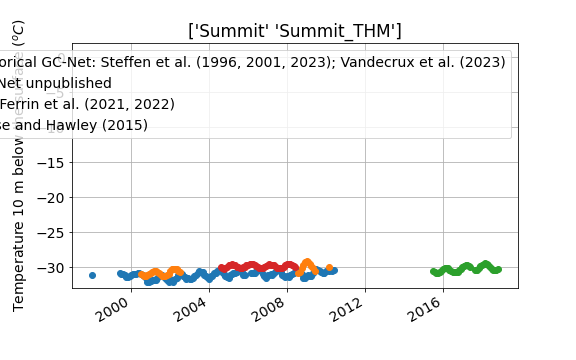 ['Summit' 'Summit_THM']
orical GC-Net: Steffen et al. (1996, 2001, 2023); Vandecrux et al. (2023)
Net unpublished
Ferrin et al. (2021, 2022)
se and Hawley (2015)
Temperature 10 m below the surface (°C)
−15
−20
−25
−30
2000
2004
2008
2012
2016